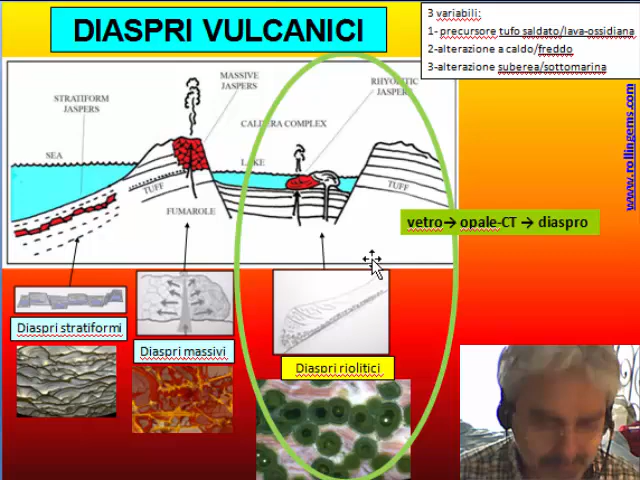 DIASPRI VULCANICI
3 variabili:
1- precursore tufo saldato/lava-ossidiana
2-alterazione a caldo/freddo
3-alterazione suberea/sottomarina
www.rollingems.com
MASSIVE
JASPERS
RHYOLITIC
JASPERS
STRATIFORM
JASPERS
CALDERA COMPLEX
SEA
LAKE
TUFF
TUFF
FUMAROLE
vetro→ opale-CT → diaspro
Diaspri stratiformi
Diaspri massivi
Diaspri riolitici